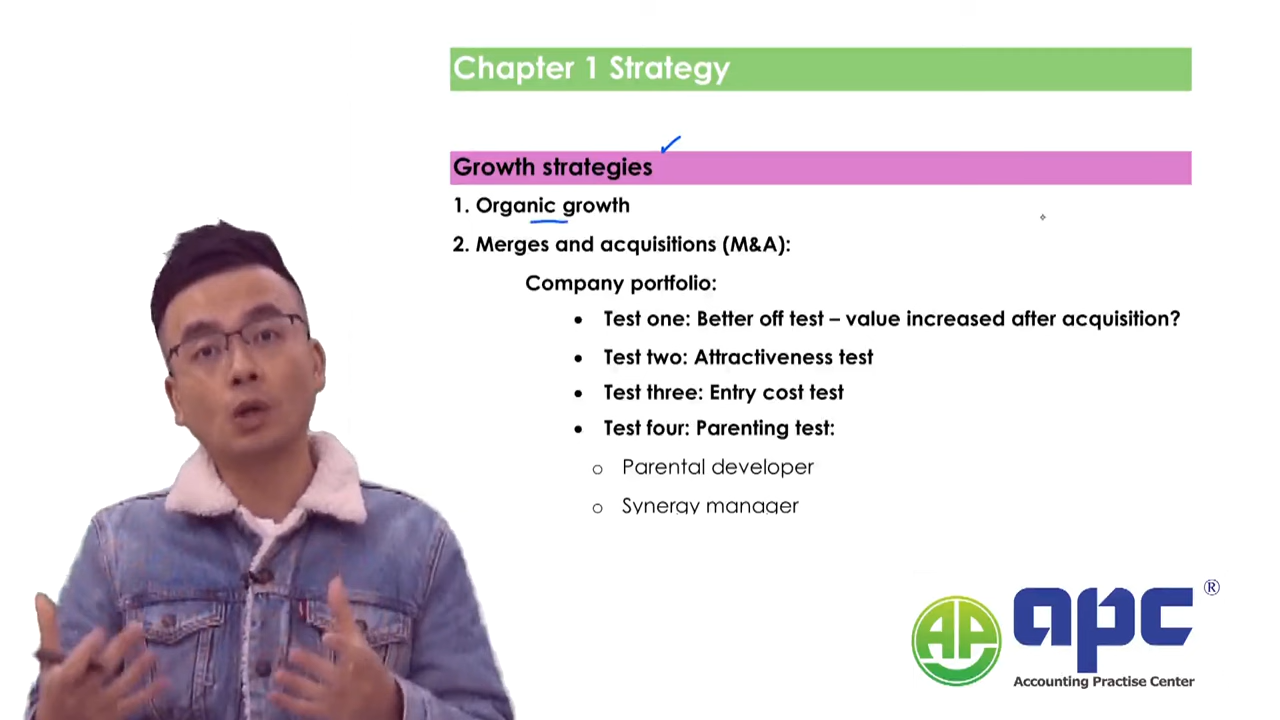 Chapter 1 Strategy
Growth strategies
1. Organic growth
2. Merges and acquisitions (M&A):
Company portfolio:
• Test one: Better off test – value increased after acquisition?
• Test two: Attractiveness test
• Test three: Entry cost test
• Test four: Parenting test:
o Parental developer
o Synergy manager
AP
apc®
Accounting Practise Center